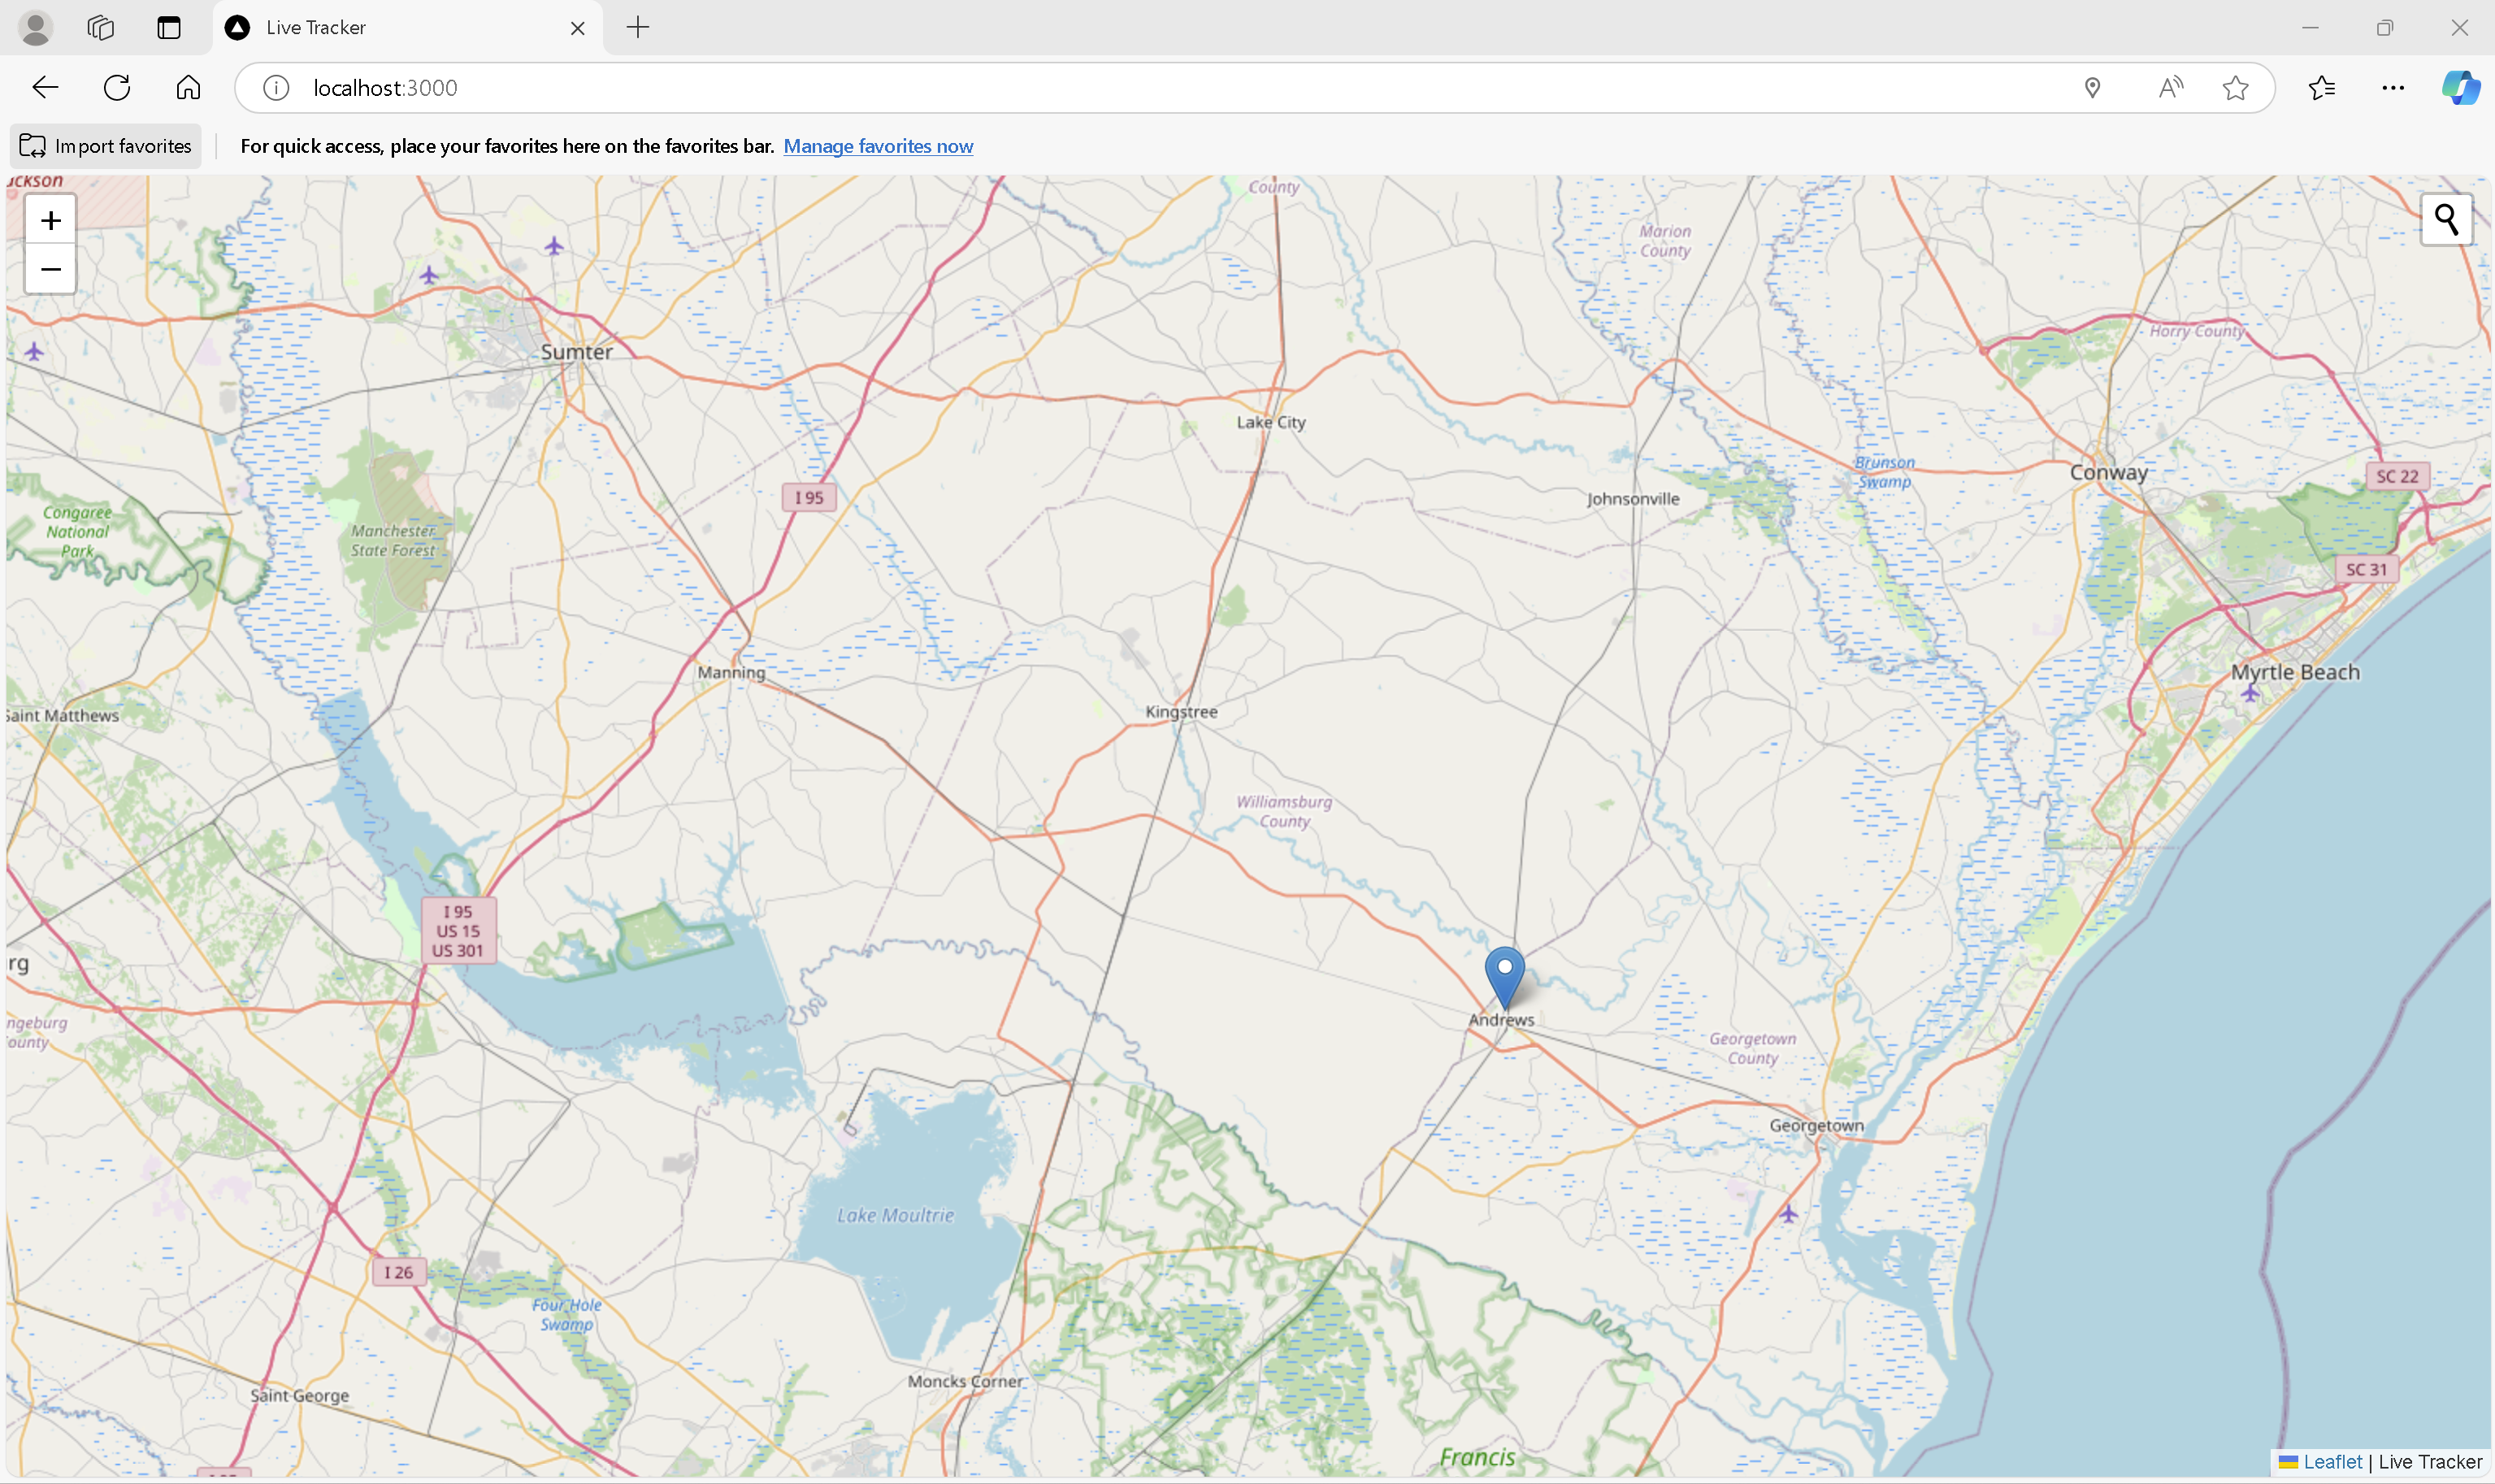 Live Tracker
localhost:3000
Import favorites
For quick access, place your favorites here on the favorites bar. Manage favorites now
County
+
−
Marion
County
Horry County
Sumter
Lake City
Brunson
Swamp
Conway
SC 22
I 95
Johnsonville
Congaree
National
Park
Manchester
State Forest
SC 31
Manning
Myrtle Beach
Saint Matthews
Kingstree
Williamsburg
County
I 95
US 15
US 301
rg
Andrews
ngeburg
ounty
Georgetown
County
Georgetown
Lake Moultrie
I 26
Four Hole
Swamp
Moncks Corner
Saint George
Francis
Leaflet | Live Tracker